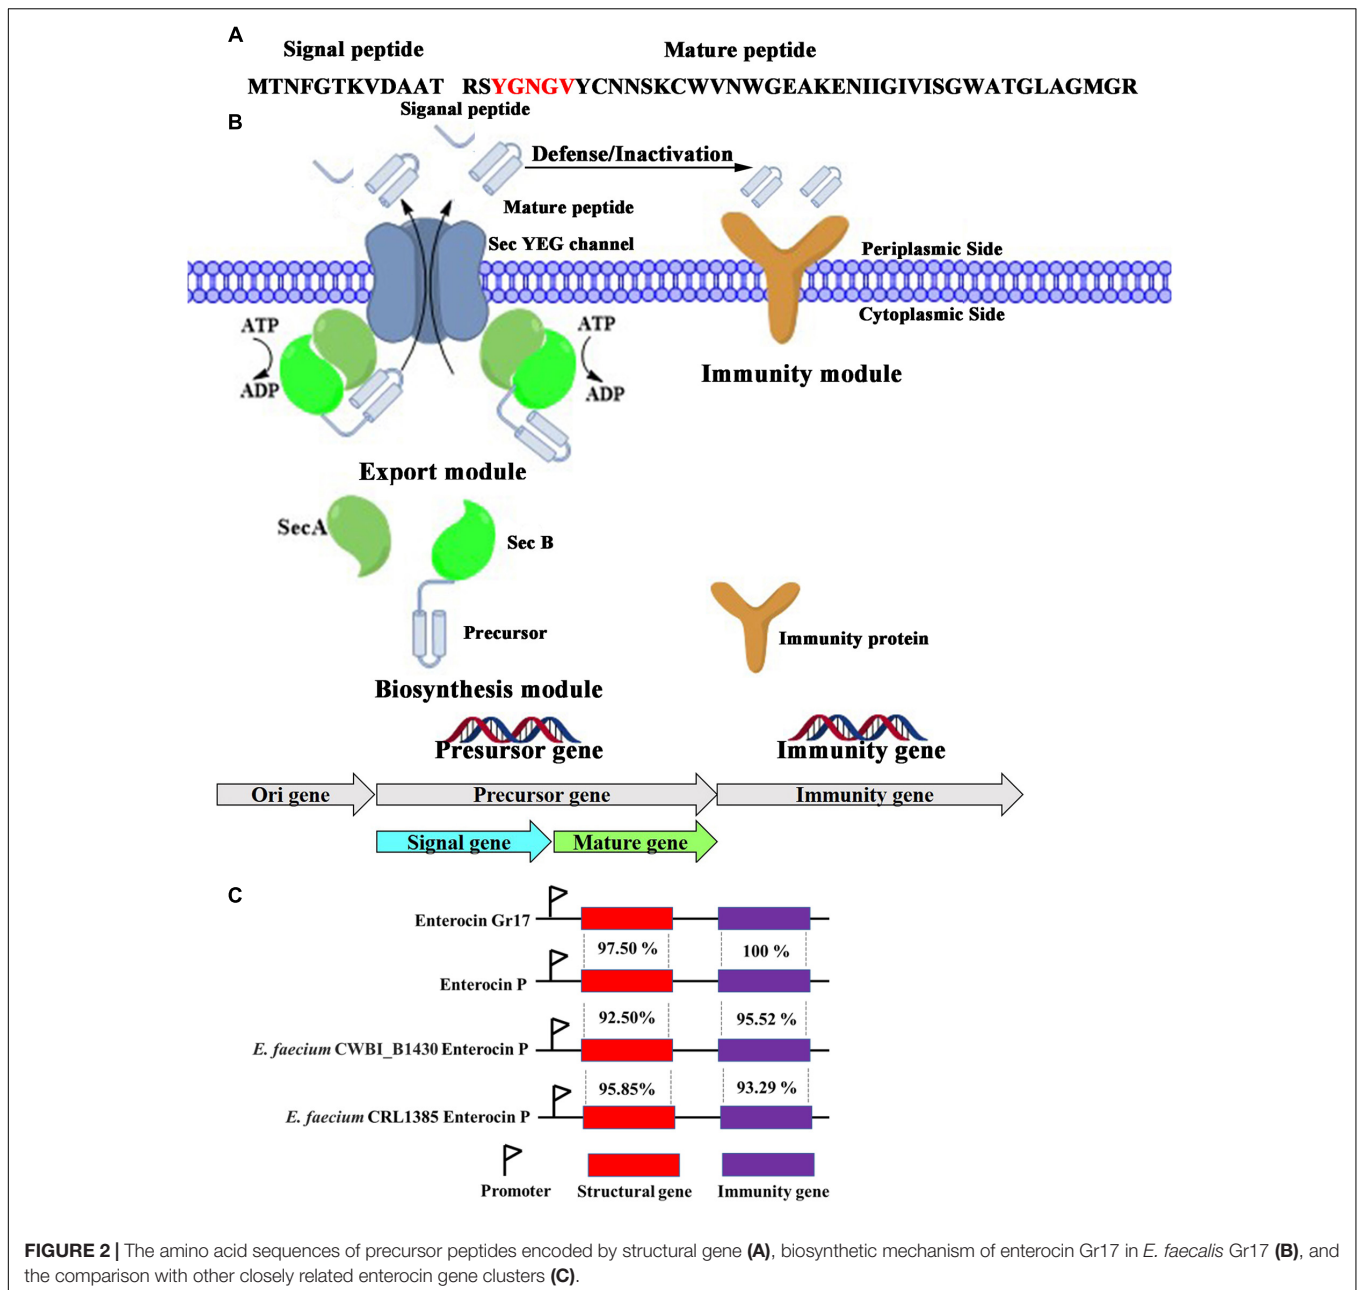 A
Signal peptide Mature peptide
MTNFGTKVDAAT RSYGNGVYCNNSKCWVNWGEAKENIIGIVISGWATGLAGMGR
Siganal peptide
B
Defense/Inactivation
Mature peptide
Sec YEG channel
Periplasmic Side
Cytoplasmic Side
ATP
ADP
ATP
ADP
Immunity module
Export module
SecA
Sec B
Precursor
Immunity protein
Biosynthesis module
Presursor gene Immunity gene
Ori gene Precursor gene Immunity gene
Signal gene Mature gene
C
Enterocin Gr17
97.50 % 100 %
Enterocin P
92.50% 95.52 %
E. faecium CWBI_B1430 Enterocin P
95.85% 93.29 %
E. faecium CRL1385 Enterocin P
Promoter Structural gene Immunity gene
FIGURE 2 | The amino acid sequences of precursor peptides encoded by structural gene (A), biosynthetic mechanism of enterocin Gr17 in E. faecalis Gr17 (B), and
the comparison with other closely related enterocin gene clusters (C).